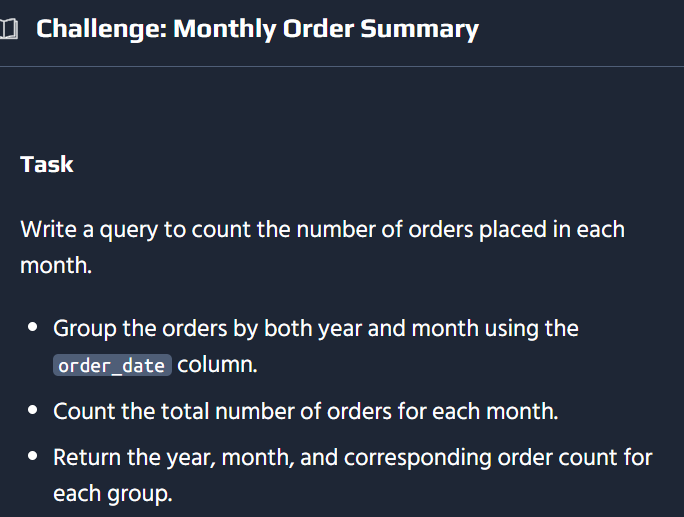 Challenge: Monthly Order Summary
Task
Write a query to count the number of orders placed in each
month.
Group the orders by both year and month using the
order_date column.
Count the total number of orders for each month.
Return the year, month, and corresponding order count for
each group.